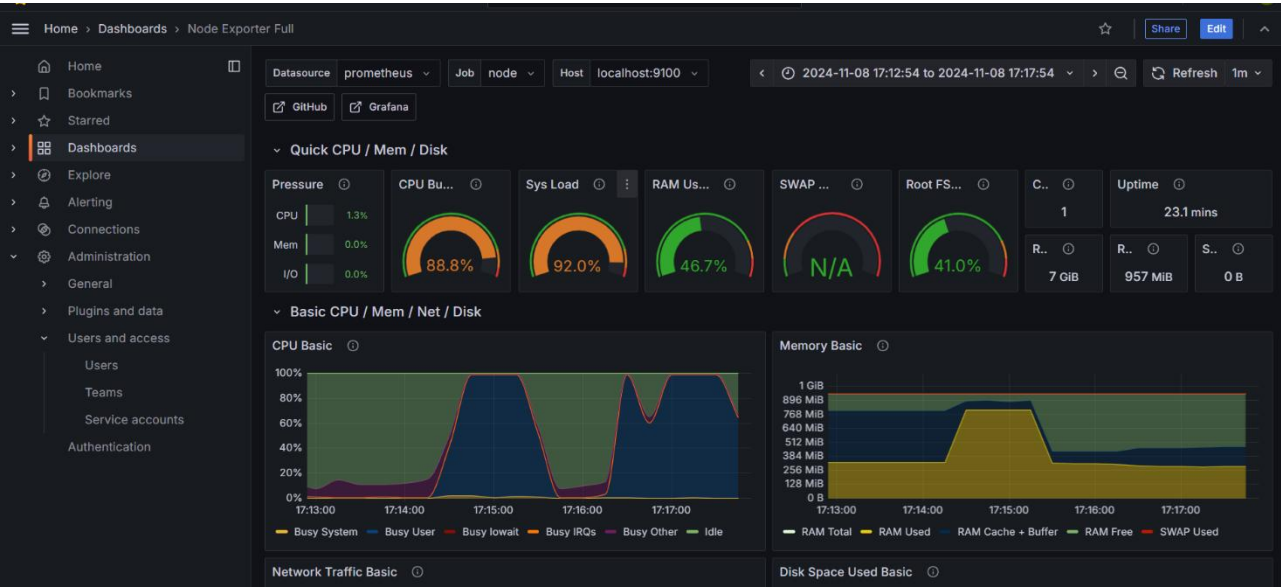 Home › Dashboards › Node Exporter Full
Share
Edit
Home
Bookmarks
Starred
Dashboards
Explore
Alerting
Connections
Administration
General
Plugins and data
Users and access
Users
Teams
Service accounts
Authentication
Datasource prometheus Job node Host localhost:9100
2024-11-08 17:12:54 to 2024-11-08 17:17:54
Refresh 1m
GitHub Grafana
Quick CPU / Mem / Disk
Pressure
CPU 1.3%
Mem 0.0%
I/O 0.0%
CPU Bu...
88.8%
Sys Load
92.0%
RAM Us...
46.7%
SWAP ...
N/A
Root FS...
41.0%
C..
1
Uptime
23.1 mins
R..
7 GiB
R..
957 MiB
S..
0 B
Basic CPU / Mem / Net / Disk
CPU Basic
100%
80%
60%
40%
20%
0%
17:13:00 17:14:00 17:15:00 17:16:00 17:17:00
Busy System Busy User Busy Iowait Busy IRQs Busy Other Idle
Memory Basic
1 GiB
896 MiB
768 MiB
640 MiB
512 MiB
384 MiB
256 MiB
128 MiB
0 B
17:13:00 17:14:00 17:15:00 17:16:00 17:17:00
RAM Total RAM Used RAM Cache + Buffer RAM Free SWAP Used
Network Traffic Basic
Disk Space Used Basic